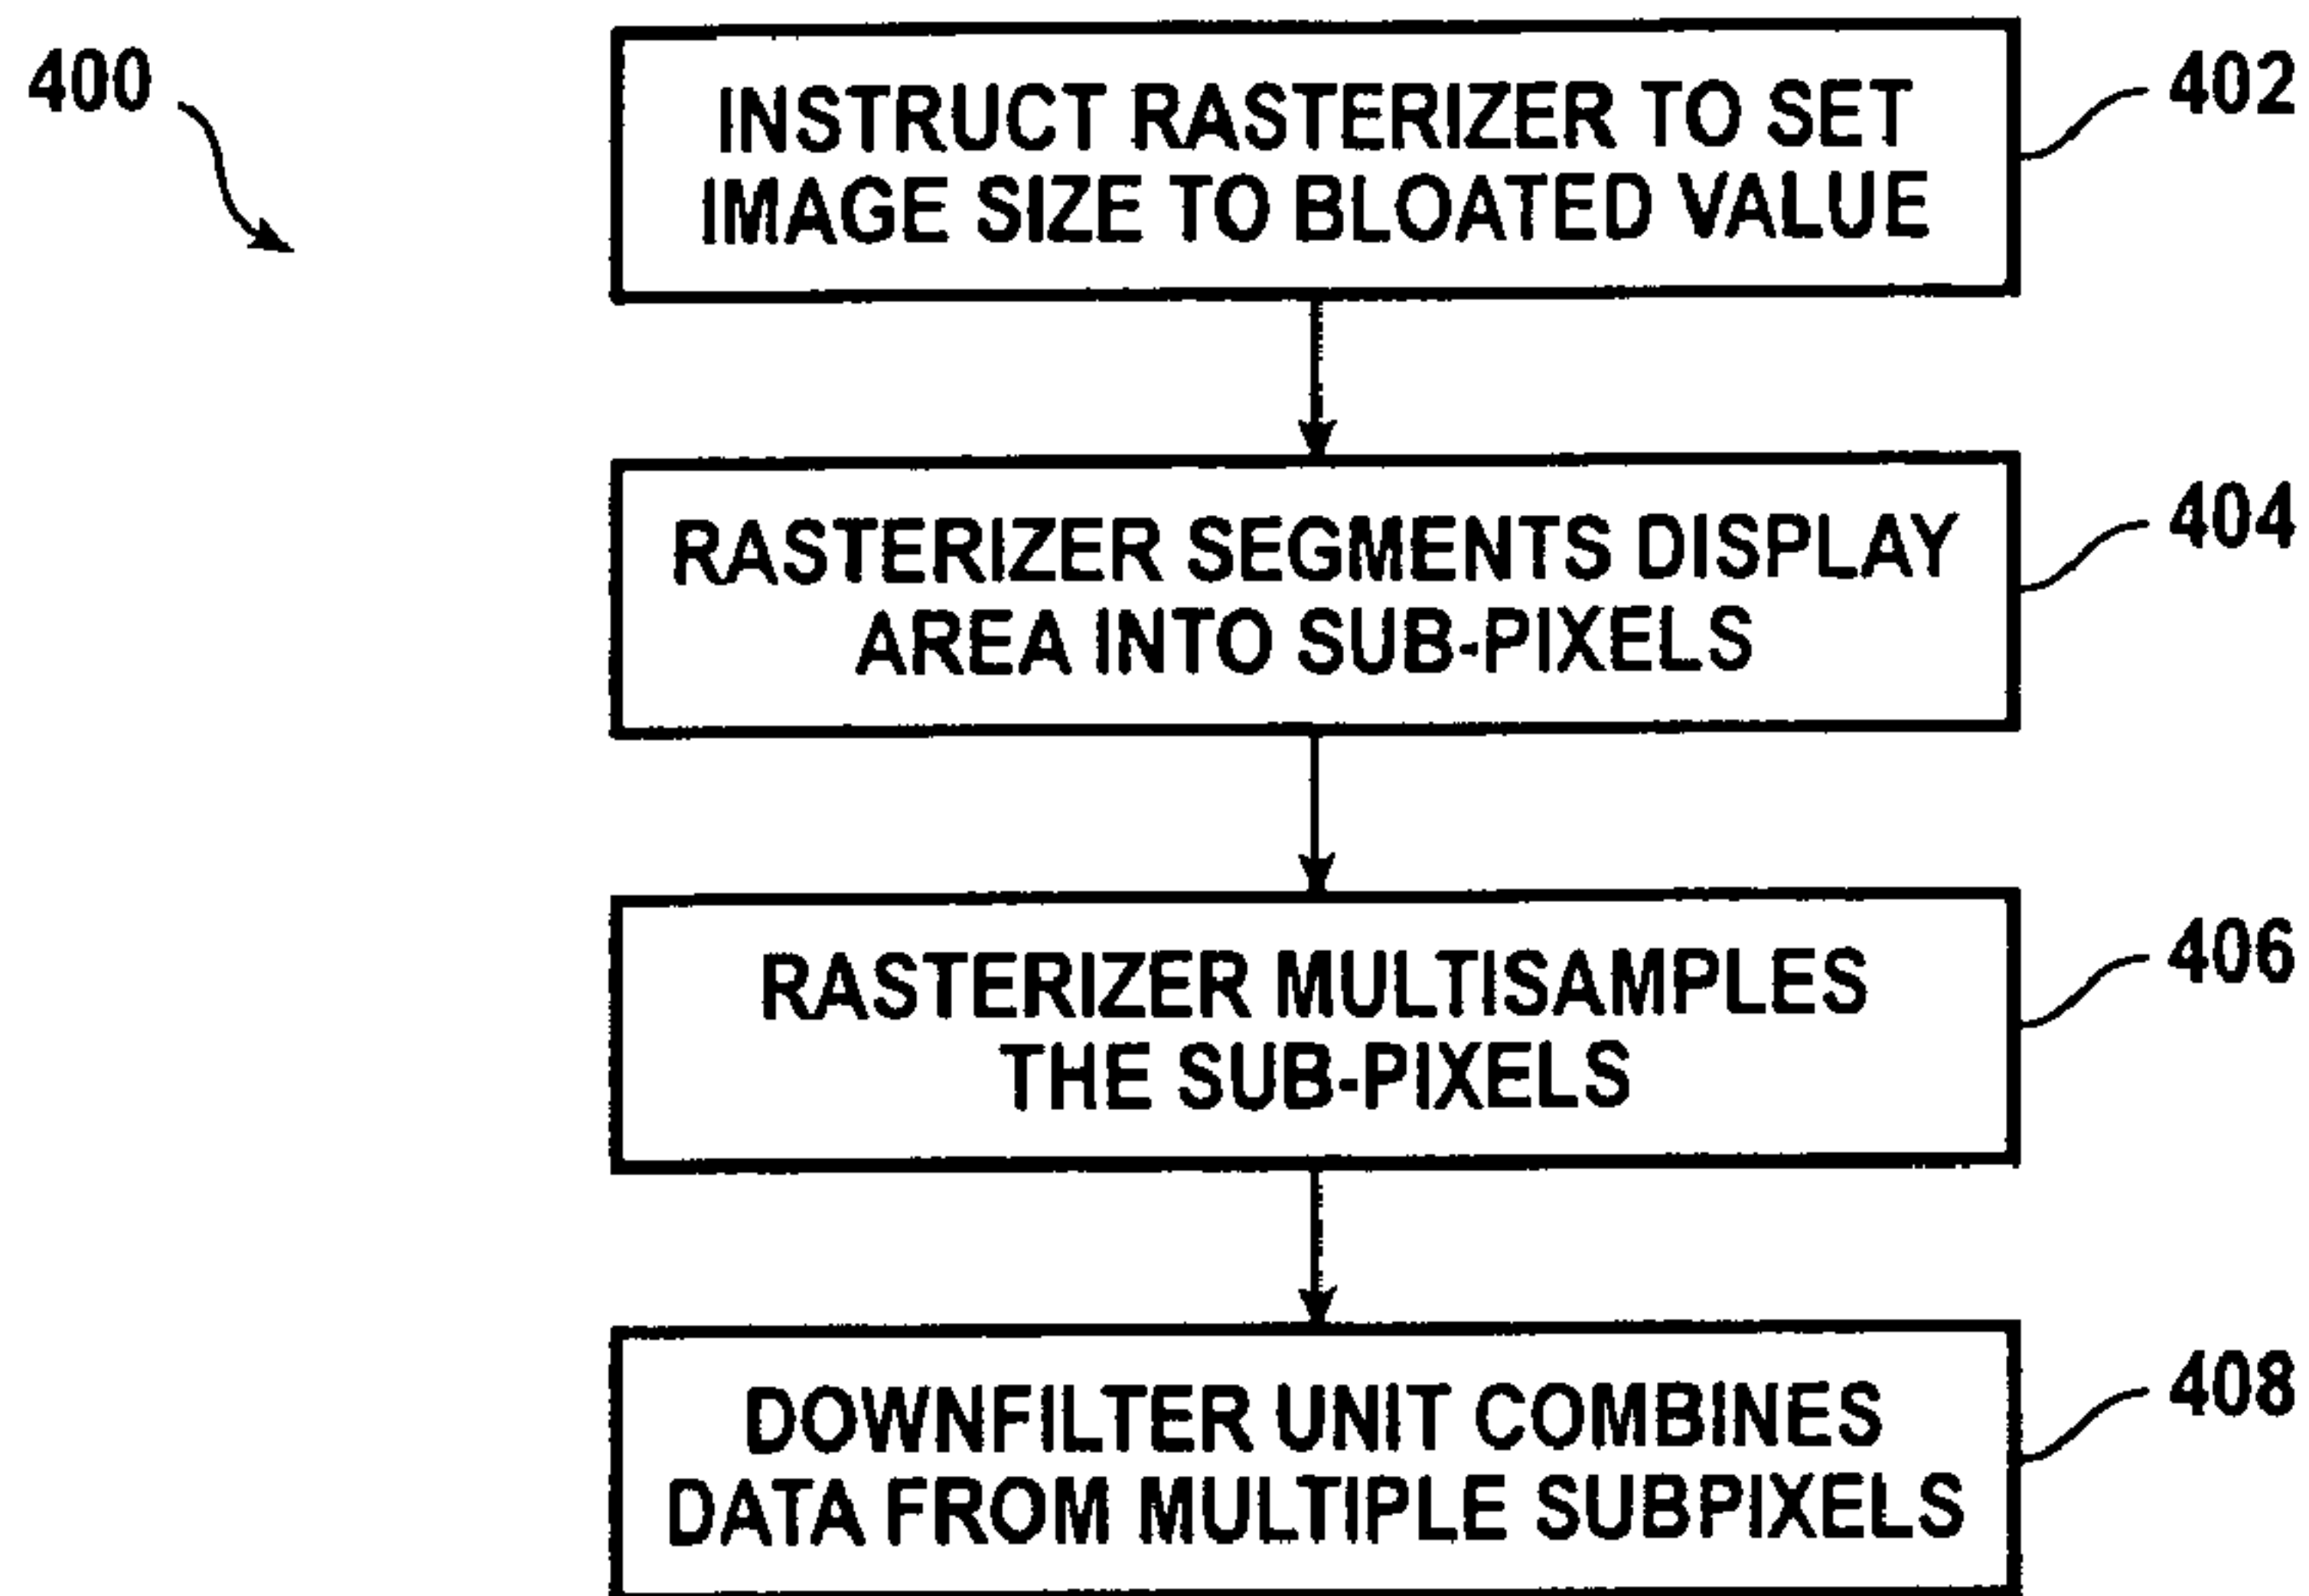 400
INSTRUCT RASTERIZER TO SET
IMAGE SIZE TO BLOATED VALUE
402
RASTERIZER SEGMENTS DISPLAY
AREA INTO SUB-PIXELS
404
RASTERIZER MULTISAMPLES
THE SUB-PIXELS
406
DOWNFILTER UNIT COMBINES
DATA FROM MULTIPLE SUBPIXELS
408